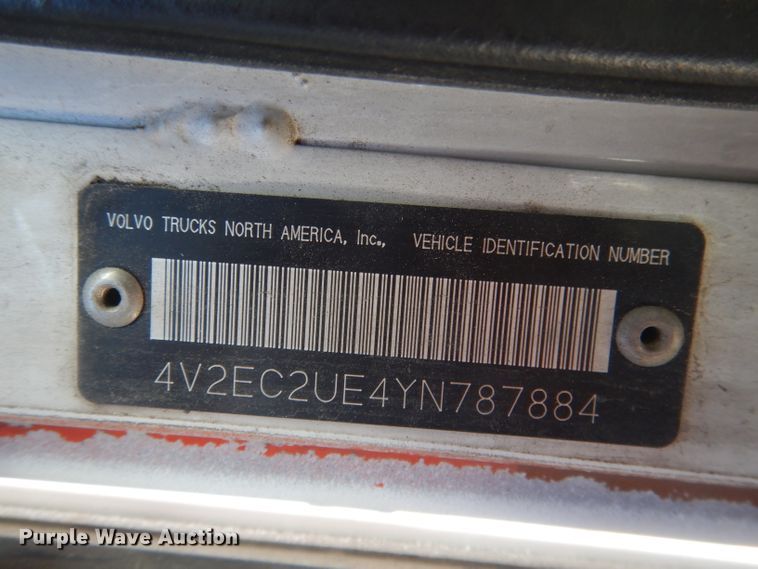 VOLVO TRUCKS NORTH AMERICA, Inc., VEHICLE IDENTIFICATION NUMBER
4V2EC2UE4YN787884
Purple Wave Auction